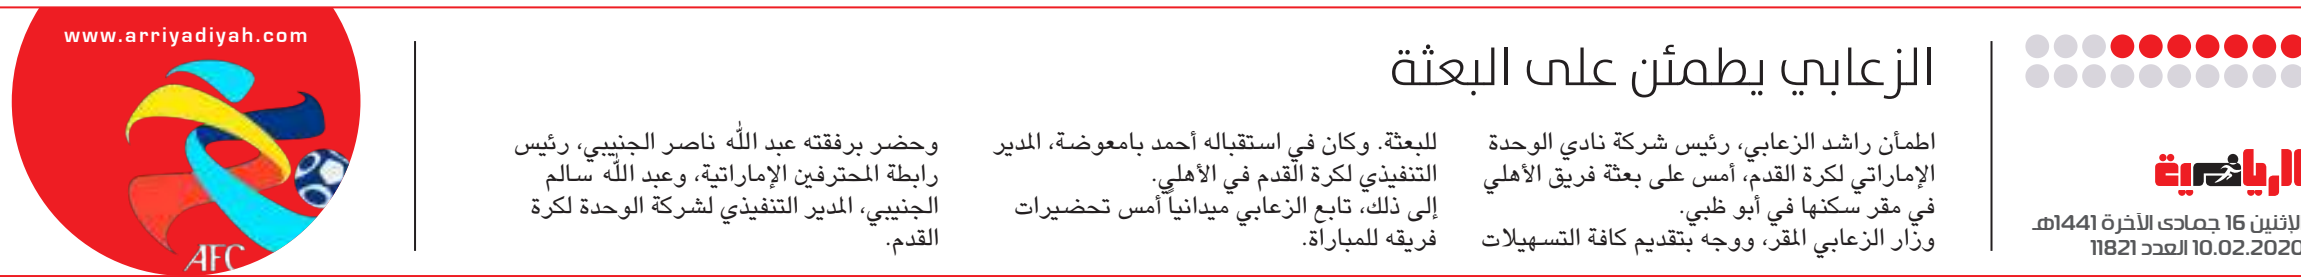 الرياضية
الإثنين 16 جمادى الآخرة 1441هـ
10.02.2020 العدد 11821
الزعابي يطمئن على البعثة
اطمأن راشد الزعابي، رئيس شركة نادي الوحدة
الإماراتي لكرة القدم، أمس على بعثة فريق الأهلي
في مقر سكنها في أبو ظبي.
وزار الزعابي المقر، ووجه بتقديم كافة التسهيلات
للبعثة. وكان في استقباله أحمد بامعوضة، المدير
التنفيذي لكرة القدم في الأهلي.
إلى ذلك، تابع الزعابي ميدانياً أمس تحضيرات
فريقه للمباراة.
وحضر برفقته عبد الله ناصر الجنيبي، رئيس
رابطة المحترفين الإماراتية، وعبد الله سالم
الجنيبي، المدير التنفيذي لشركة الوحدة لكرة
القدم.
www.arriyadiyah.com
AFC